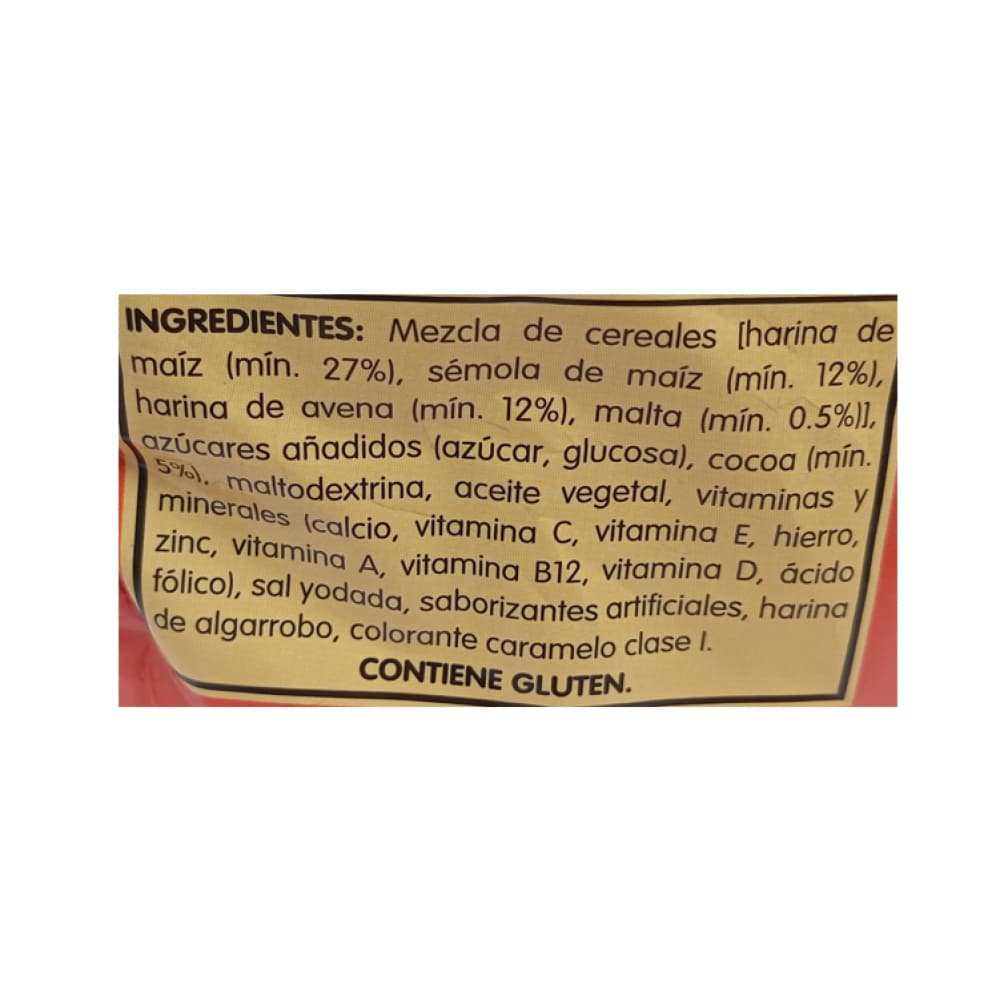 INGREDIENTES: Mezcla de cereales [harina de
maíz (mín. 27%), sémola de maíz (mín. 12%),
harina de avena (mín. 12%), malta (mín. 0.5%)],
azúcares añadidos (azúcar, glucosa), cocoa (mín.
5%), maltodextrina, aceite vegetal, vitaminas y
minerales (calcio, vitamina C, vitamina E, hierro,
zinc, vitamina A, vitamina B12, vitamina D, ácido
fólico), sal yodada, saborizantes artificiales, harina
de algarrobo, colorante caramelo clase I.
CONTIENE GLUTEN.